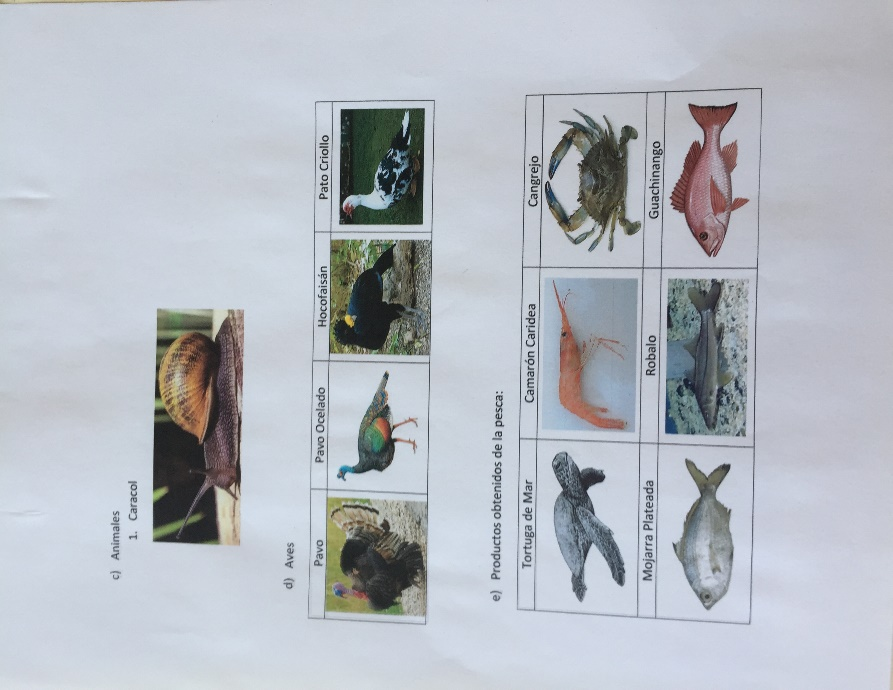 c) Animales
1. Caracol
d) Aves
Pavo Pavo Ocelado Hocofaisán Pato Criollo
e) Productos obtenidos de la pesca:
Tortuga de Mar Camarón Caridea Cangrejo
Mojarra Plateada Robalo Guachinango